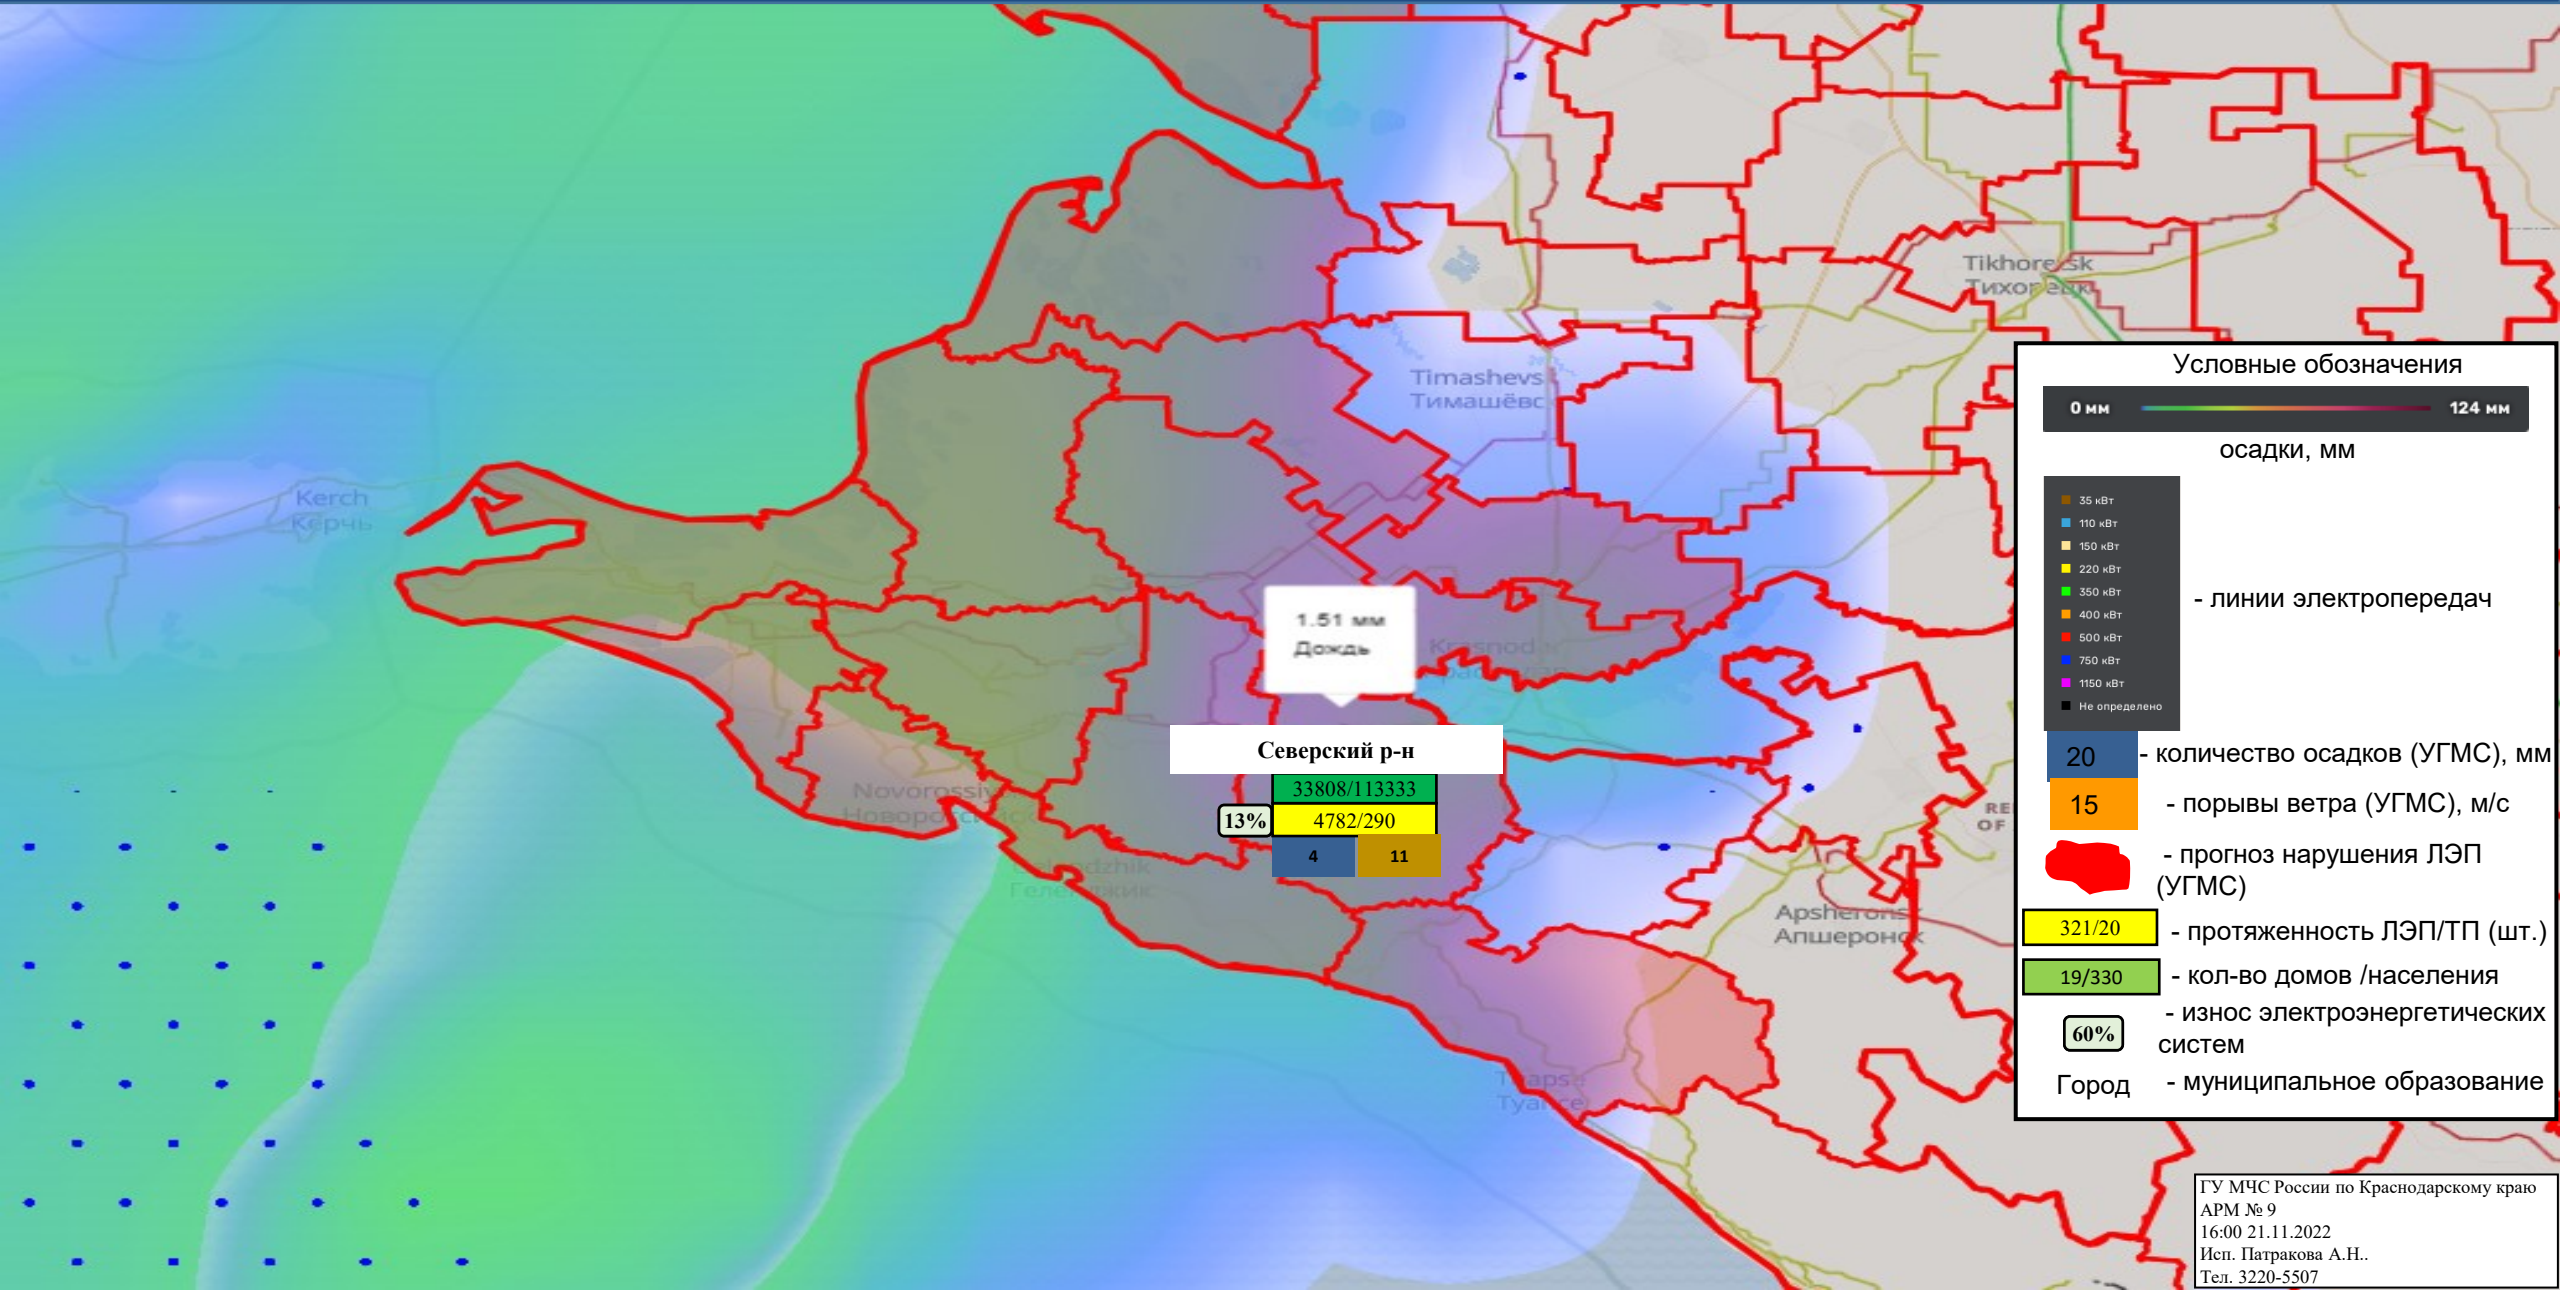 Tikhoretsk
Тихорецк
Timashevs
Тимашёвс
Kerch
Керчь
1.51 мм
Дождь
Северский р-н
33808/113333
13%
4782/290
4
11
Apsheronsk
Апшеронск
Условные обозначения
0 мм
124 мм
осадки, мм
35 кВт
110 кВт
150 кВт
220 кВт
350 кВт
400 кВт
500 кВт
750 кВт
1150 кВт
Не определено
- линии электропередач
20
- количество осадков (УГМС), мм
15
- порывы ветра (УГМС), м/с
- прогноз нарушения ЛЭП
(УГМС)
321/20
- протяженность ЛЭП/ТП (шт.)
19/330
- кол-во домов /населения
60%
- износ электроэнергетических
систем
Город
- муниципальное образование
RE
OF
ГУ МЧС России по Краснодарскому краю
АРМ № 9
16:00 21.11.2022
Исп. Патракова А.Н..
Тел. 3220-5507